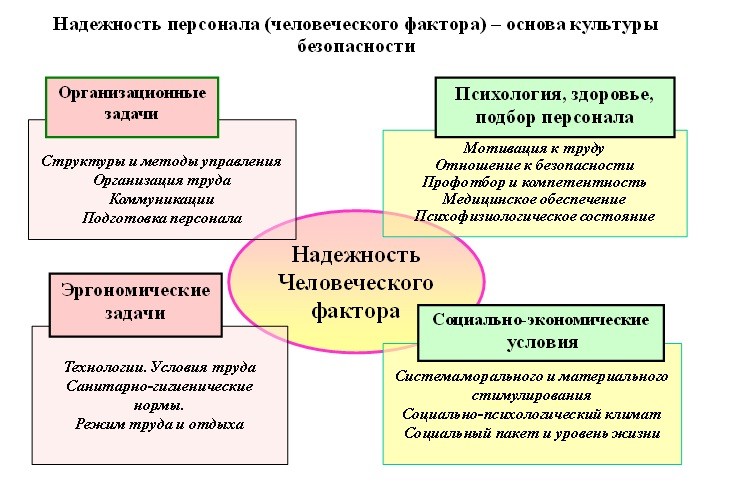 Надежность персонала (человеческого фактора) – основа культуры
безопасности
Организационные
задачи
Структуры и методы управления
Организация труда
Коммуникации
Подготовка персонала
Психология, здоровье,
подбор персонала
Мотивация к труду
Отношение к безопасности
Профотбор и компетентность
Медицинское обеспечение
Психофизиологическое состояние
Надежность
Человеческого
фактора
Эргономические
задачи
Технологии. Условия труда
Санитарно-гигиенические
нормы.
Режим труда и отдыха
Социально-экономические
условия
Системаморального и материального
стимулирования
Социально-психологический климат
Социальный пакет и уровень жизни